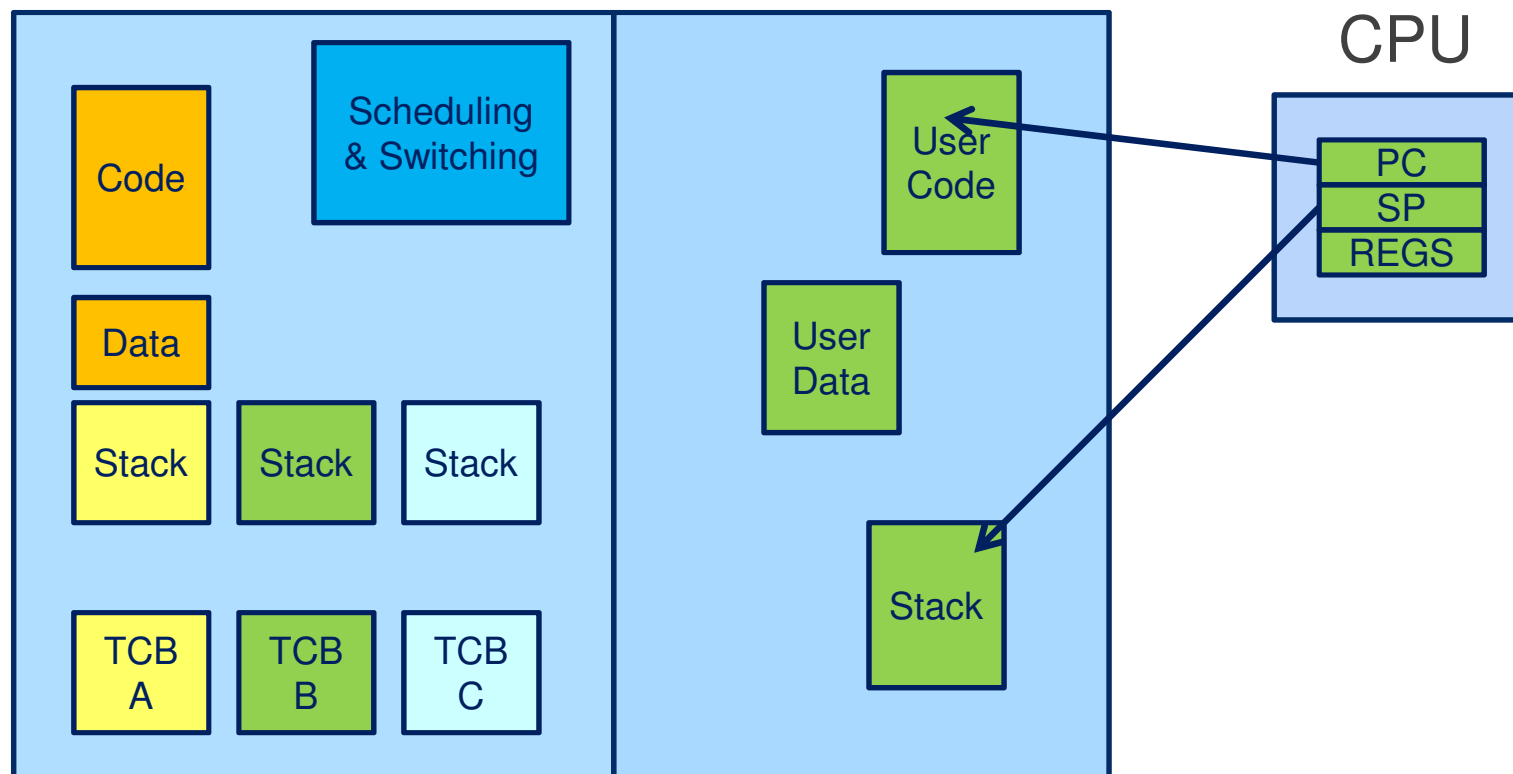 CPU
Scheduling
& Switching
Code
Data
Stack
Stack
Stack
TCB
A
TCB
B
TCB
C
User
Code
User
Data
Stack
PC
SP
REGS